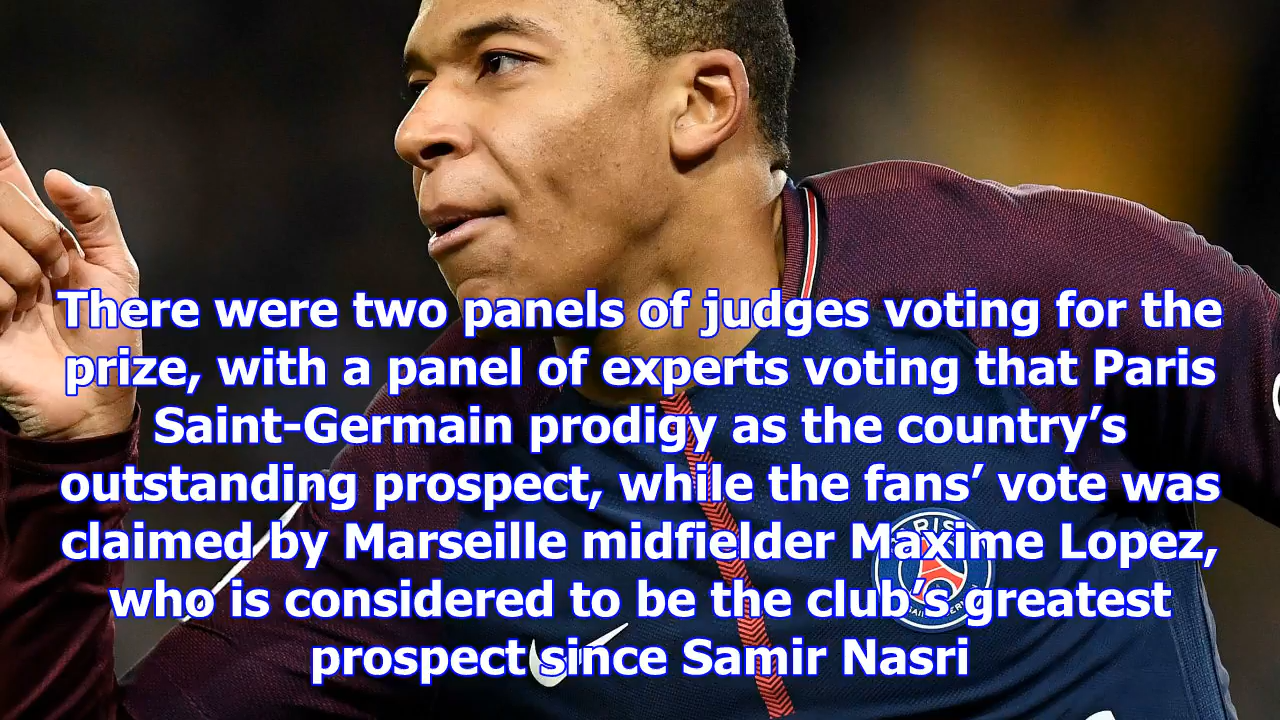 There were two panels of judges voting for the
prize, with a panel of experts voting that Paris
Saint-Germain prodigy as the country’s
outstanding prospect, while the fans’ vote was
claimed by Marseille midfielder Maxime Lopez,
who is considered to be the club’s greatest
prospect since Samir Nasri